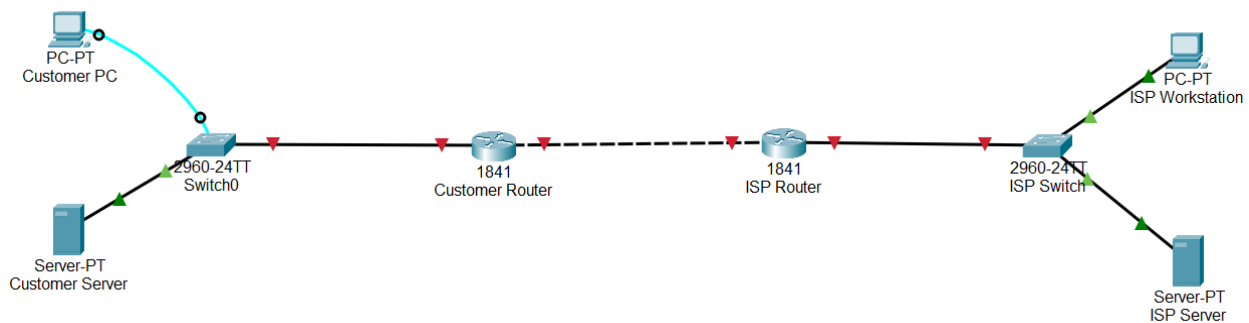 PC-PT
Customer PC
PC-PT
ISP Workstation
2960-24TT
Switch0
1841
Customer Router
1841
ISP Router
2960-24TT
ISP Switch
Server-PT
Customer Server
Server-PT
ISP Server